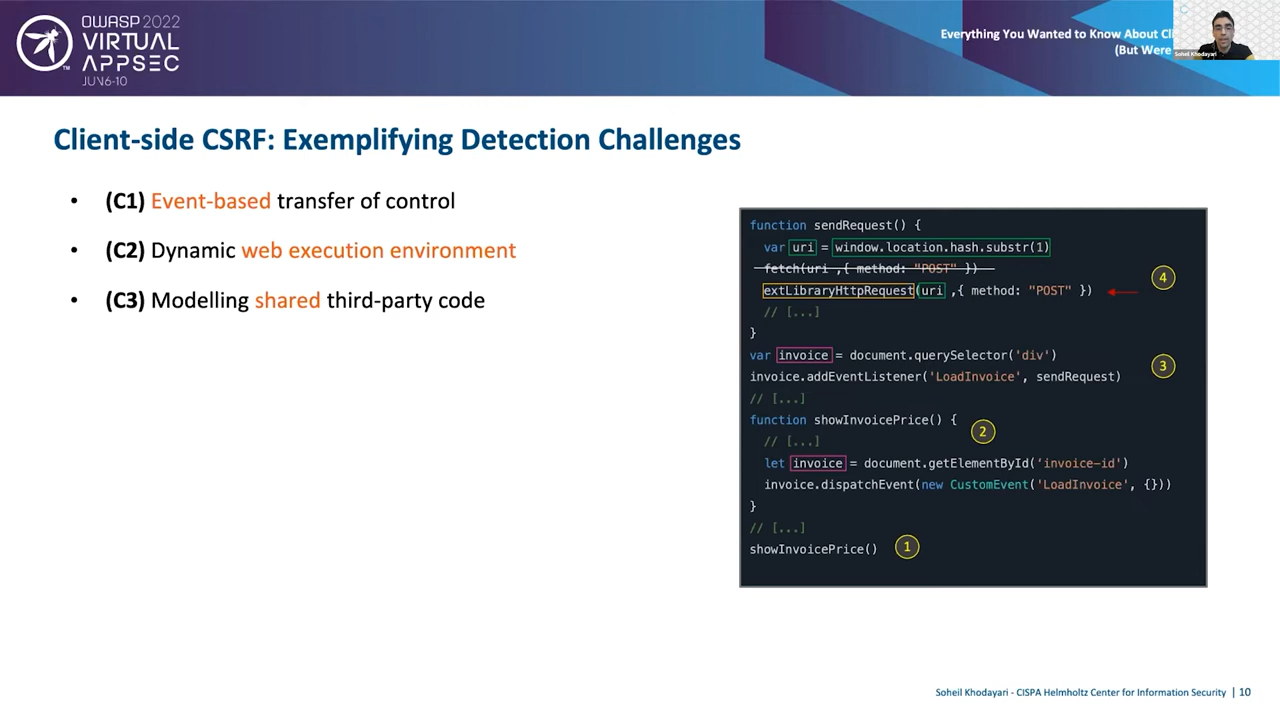 OWASP 2022
VIRTUAL
APPSEC
TM
JUN 6-10
Everything You Wanted to Know About
(But Were
Soheil Khodayari
Client-side CSRF: Exemplifying Detection Challenges
• (C1) Event-based transfer of control
• (C2) Dynamic web execution environment
• (C3) Modelling shared third-party code
function sendRequest() {
var uri = window.location.hash.substr(1)
fetch(uri ,{ method: "POST" })
extLibraryHttpRequest(uri ,{ method: "POST" })
4
// [...]
}
var invoice = document.querySelector('div')
3
invoice.addEventListener('LoadInvoice', sendRequest)
// [...]
function showInvoicePrice() {
2
// [...]
let invoice = document.getElementById('invoice-id')
invoice.dispatchEvent(new CustomEvent('LoadInvoice', {}))
}
// [...]
showInvoicePrice()
1
Soheil Khodayari - CISPA Helmholtz Center for Information Security | 10